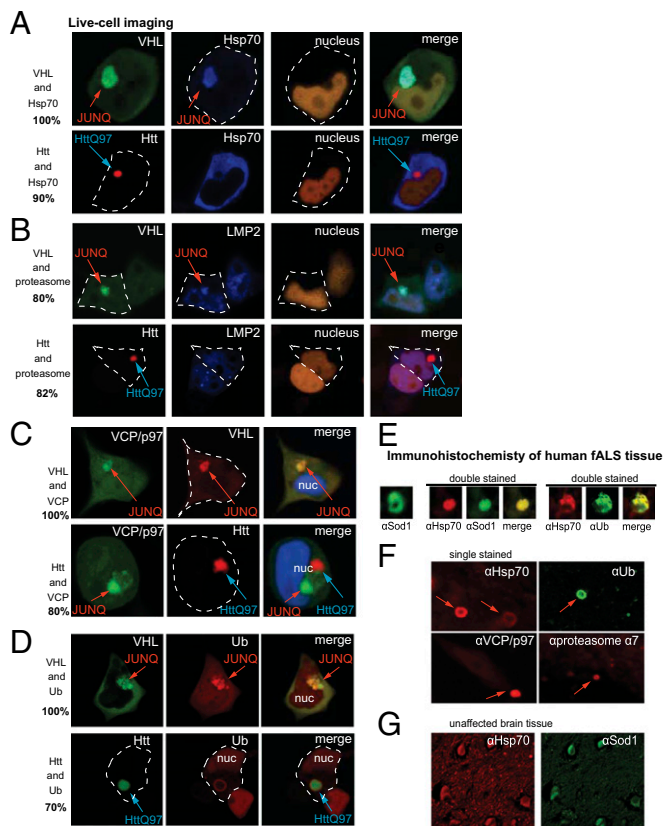 A
Live-cell imaging
VHL
Hsp70
nucleus
merge
VHL
and
Hsp70
100%
JUNQ
JUNQ
JUNQ
HttQ97
Htt
Hsp70
nucleus
merge
HttQ97
Htt
and
Hsp70
90%
B
VHL
LMP2
nucleus
merge
JUNQ
JUNQ
JUNQ
VHL
and
proteasome
80%
Htt
LMP2
nucleus
merge
Htt
and
proteasome
82%
HttQ97
HttQ97
C
VCP/p97
VHL
merge
VHL
and
VCP
100%
nuc
JUNQ
JUNQ
JUNQ
VCP/p97
Htt
merge
Htt
and
VCP
80%
nuc
JUNQ
HttQ97
JUNQ
HttQ97
D
VHL
Ub
merge
JUNQ
JUNQ
JUNQ
VHL
and
Ub
100%
nuc
Htt
Ub
merge
nuc
nuc
Htt
and
Ub
70%
HttQ97
HttQ97
E
Immunohistochemisty of human fALS tissue
double stained
double stained
αSod1
αHsp70
αSod1
merge
αHsp70
αUb
merge
F
single stained
αHsp70
αUb
αVCP/p97
αproteasome α7
G
unaffected brain tissue
αHsp70
αSod1